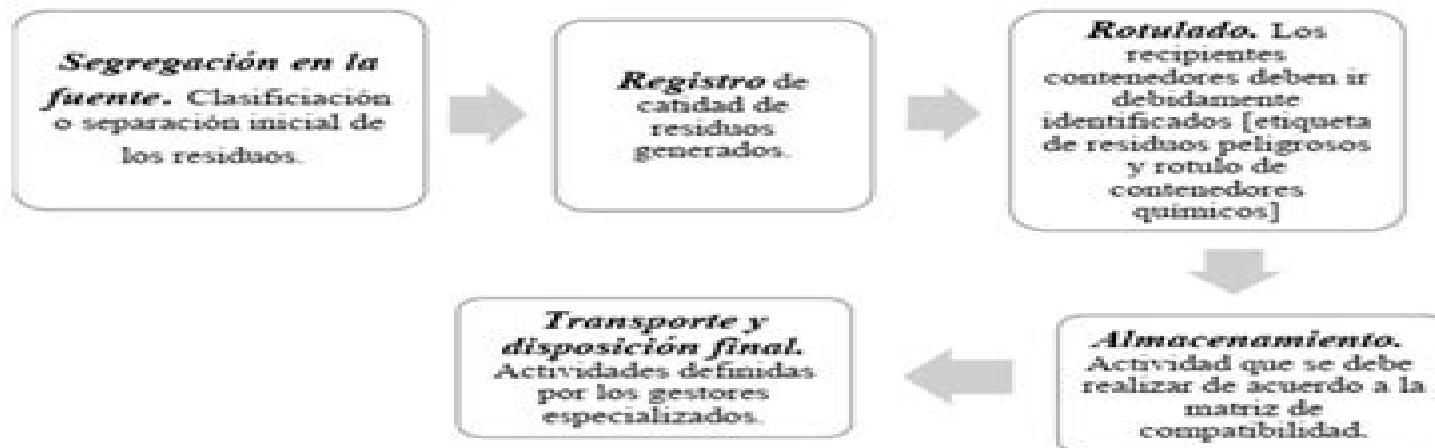 Segregación en la
fuente. Clasificiación
o separación inicial de
los residuos.
Registro de
catidad de
residuos
generados.
Rotulado. Los
recipientes
contenedores deben ir
debidamente
identificados [etiqueta
de residuos peligrosos
y rotulo de
contenedores
químicos]
Almacenamiento.
Actividad que se debe
realizar de acuerdo a la
matriz de
compatibilidad.
Transporte y
disposición final.
Actividades definidas
por los gestores
especializados.